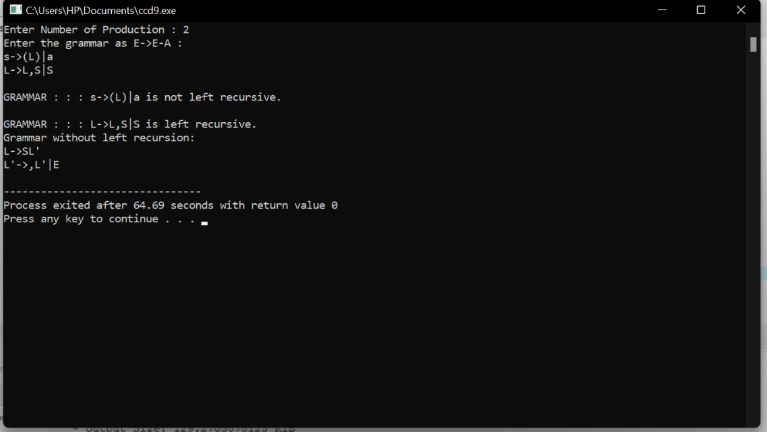 C:\Users\HP\Documents\ccd9.exe
Enter Number of Production : 2
Enter the grammar as E->E-A :
s->(L)|a
L->L,S|S
GRAMMAR : : : s->(L)|a is not left recursive.
GRAMMAR : : : L->L,S|S is left recursive.
Grammar without left recursion:
L->SL'
L'->,L'|E
--------------------------------
Process exited after 64.69 seconds with return value 0
Press any key to continue . . .